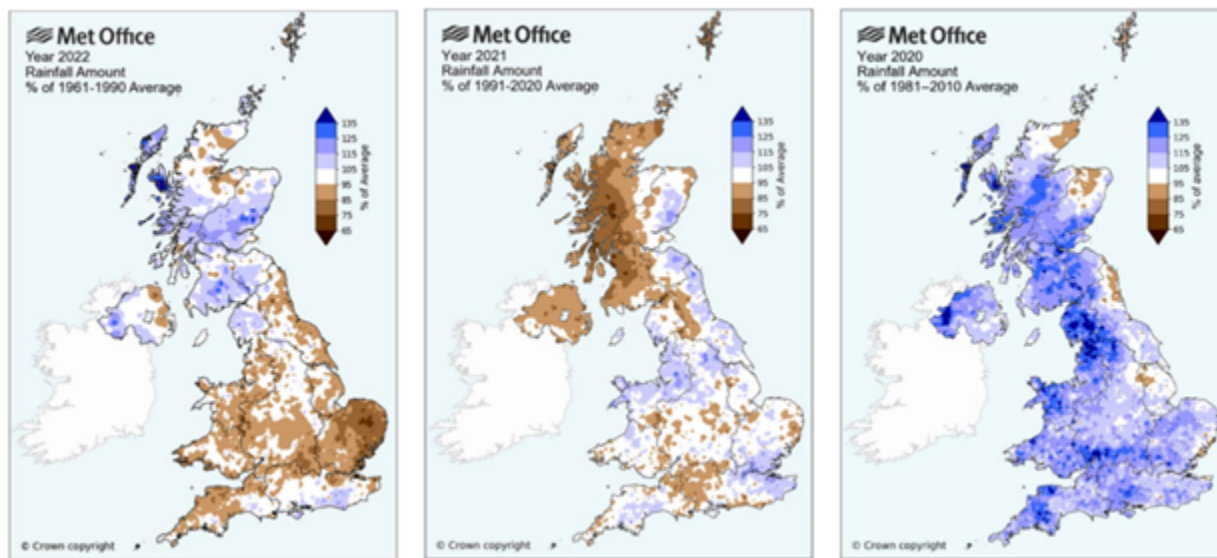 Met Office
Year 2022
Rainfall Amount
% of 1961-1990 Average
135
125
115
105
95
85
75
65
% of Average
© Crown copyright
Met Office
Year 2021
Rainfall Amount
% of 1991-2020 Average
135
125
115
105
95
85
75
65
% of Average
© Crown copyright
Met Office
Year 2020
Rainfall Amount
% of 1981–2010 Average
135
125
115
105
95
85
75
65
% of Average
© Crown copyright